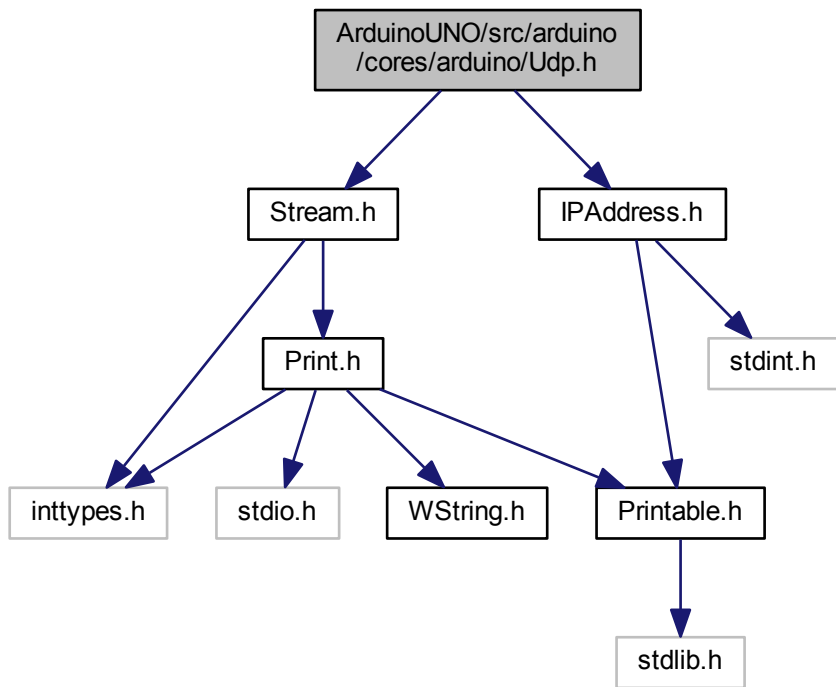 ArduinoUNO/src/arduino
/cores/arduino/Udp.h
Stream.h
IPAddress.h
Print.h
stdint.h
inttypes.h
stdio.h
WString.h
Printable.h
stdlib.h